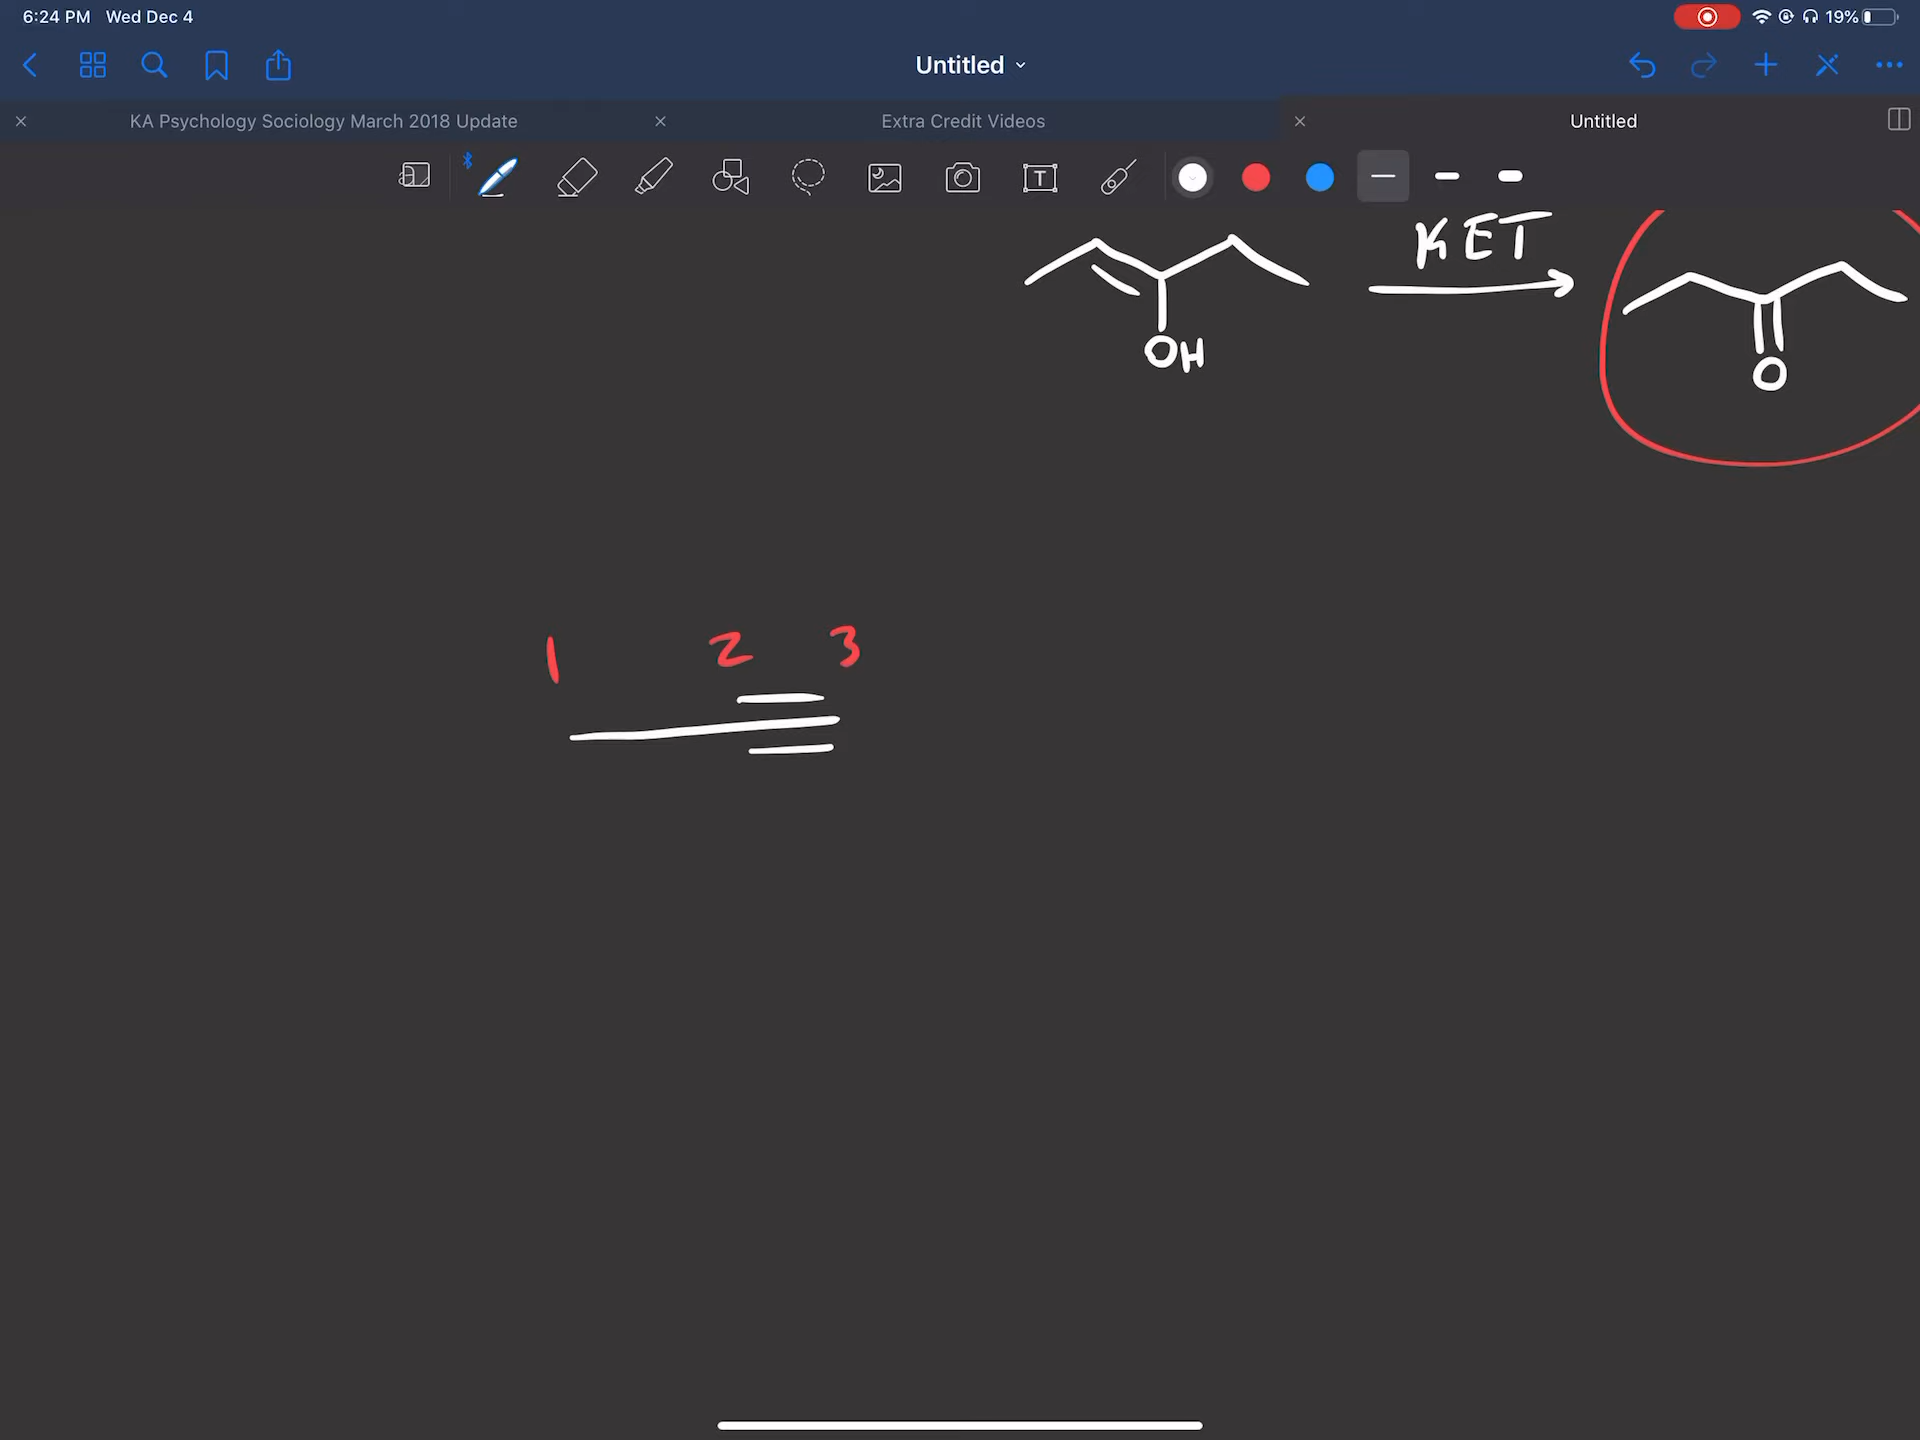 6:24 PM Wed Dec 4 19%
Untitled
KA Psychology Sociology March 2018 Update Extra Credit Videos Untitled
T
KET
OH
O
1 2 3